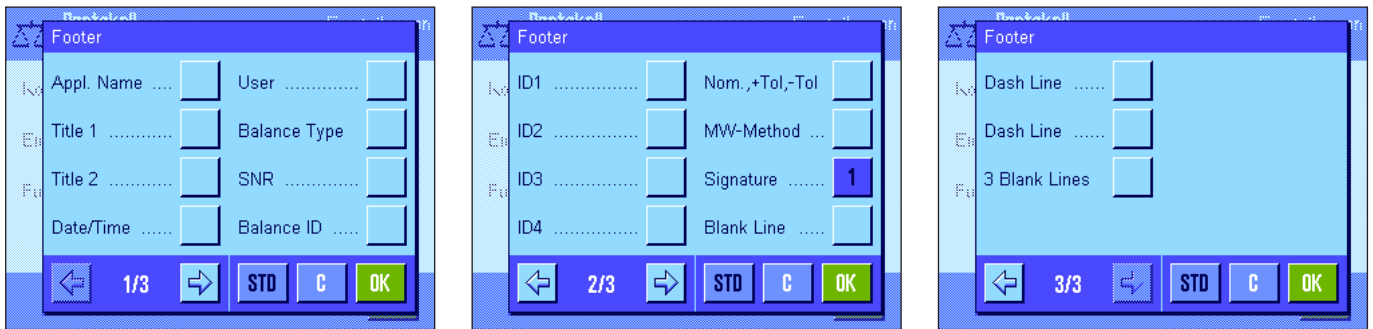 Footer
Appl. Name .... User ..............
Title 1 ............ Balance Type
Title 2 ............ SNR ...............
Date/Time ...... Balance ID .....
1/3 STD C OK
Footer
ID1 ................ Nom.,+Tol,-Tol
ID2 ................ MW-Method ...
ID3 ................ Signature ....... 1
ID4 ................ Blank Line .....
2/3 STD C OK
Footer
Dash Line ......
Dash Line ......
3 Blank Lines
3/3 STD C OK